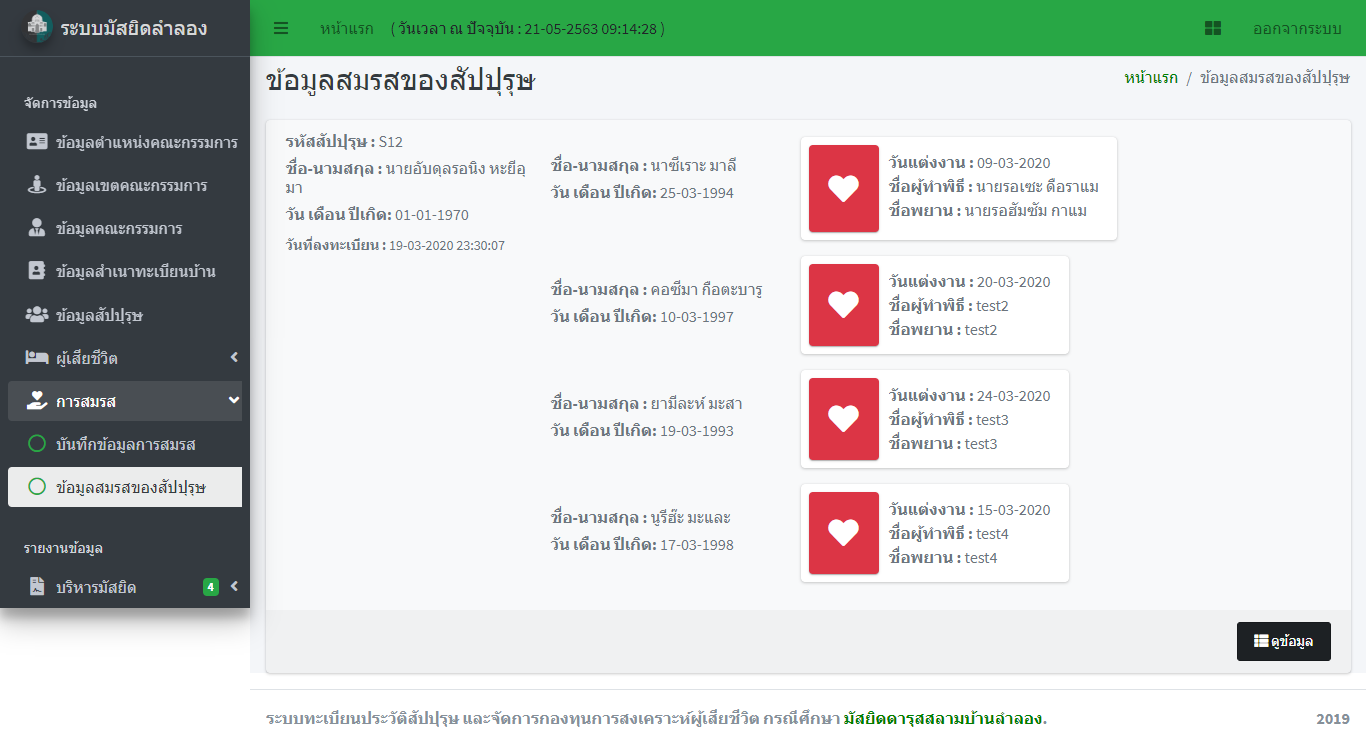 ระบบมัสยิดลำลอง
หน้าแรก ( วันเวลา ณ ปัจจุบัน : 21-05-2563 09:14:28 )
ออกจากระบบ
จัดการข้อมูล
ข้อมูลตำแหน่งคณะกรรมการ
ข้อมูลเขตคณะกรรมการ
ข้อมูลคณะกรรมการ
ข้อมูลสำเนาทะเบียนบ้าน
ข้อมูลสัปปุรุษ
ผู้เสียชีวิต
การสมรส
บันทึกข้อมูลการสมรส
ข้อมูลสมรสของสัปปุรุษ
รายงานข้อมูล
บริหารมัสยิด 4
ข้อมูลสมรสของสัปปุรุษ
หน้าแรก / ข้อมูลสมรสของสัปปุรุษ
รหัสสัปปุรุษ : S12
ชื่อ-นามสกุล : นายอับดุลรอนิง หะยีอุ
มา
วัน เดือน ปีเกิด: 01-01-1970
วันที่ลงทะเบียน : 19-03-2020 23:30:07
ชื่อ-นามสกุล : นาซีเราะ มาลี
วัน เดือน ปีเกิด: 25-03-1994
วันแต่งงาน : 09-03-2020
ชื่อผู้ทำพิธี : นายรอเซะ ดือราแม
ชื่อพยาน : นายรอฮัมซัม กาแม
ชื่อ-นามสกุล : คอซีมา กือตะบารู
วัน เดือน ปีเกิด: 10-03-1997
วันแต่งงาน : 20-03-2020
ชื่อผู้ทำพิธี : test2
ชื่อพยาน : test2
ชื่อ-นามสกุล : ยามีละห์ มะสา
วัน เดือน ปีเกิด: 19-03-1993
วันแต่งงาน : 24-03-2020
ชื่อผู้ทำพิธี : test3
ชื่อพยาน : test3
ชื่อ-นามสกุล : นูรีฮ๊ะ มะและ
วัน เดือน ปีเกิด: 17-03-1998
วันแต่งงาน : 15-03-2020
ชื่อผู้ทำพิธี : test4
ชื่อพยาน : test4
ดูข้อมูล
ระบบทะเบียนประวัติสัปปุรุษ และจัดการกองทุนการสงเคราะห์ผู้เสียชีวิต กรณีศึกษา มัสยิดดารุสสลามบ้านลำลอง.
2019